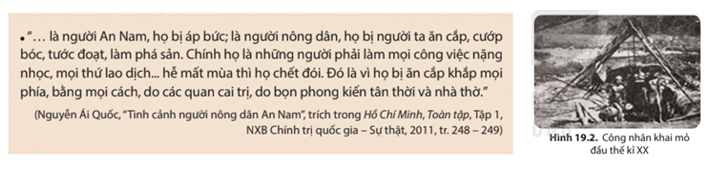 "… là người An Nam, họ bị áp bức; là người nông dân, họ bị người ta ăn cắp, cướp
bóc, tước đoạt, làm phá sản. Chính họ là những người phải làm mọi công việc nặng
nhọc, mọi thứ lao dịch... hễ mất mùa thì họ chết đói. Đó là vì họ bị ăn cắp khắp mọi
phía, bằng mọi cách, do các quan cai trị, do bọn phong kiến tân thời và nhà thờ."
(Nguyễn Ái Quốc, "Tình cảnh người nông dân An Nam", trích trong Hồ Chí Minh, Toàn tập, Tập 1,
NXB Chính trị quốc gia – Sự thật, 2011, tr. 248 – 249)
Hình 19.2. Công nhân khai mỏ
đầu thế kỉ XX